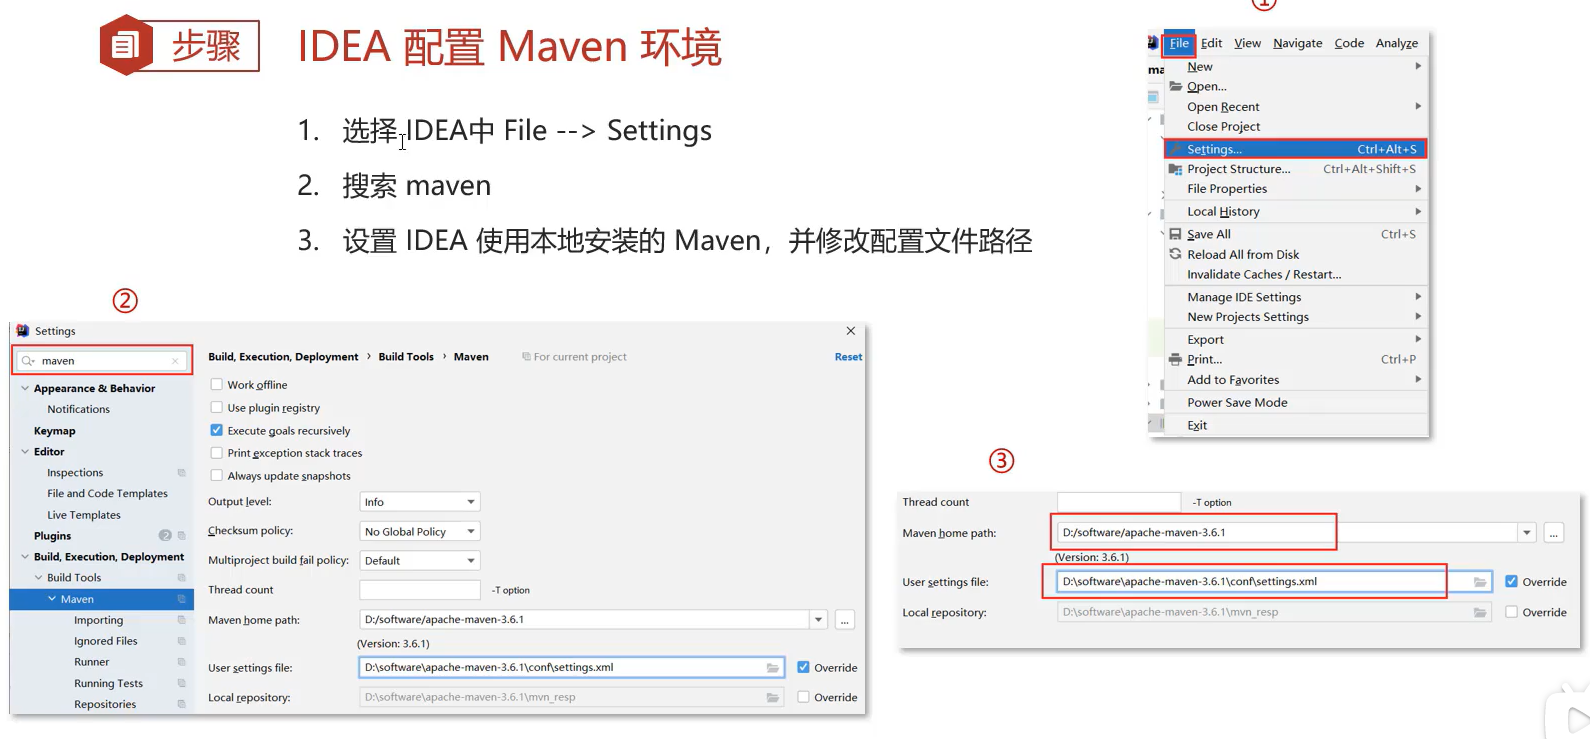 步骤
IDEA 配置 Maven 环境
1. 选择 IDEA中 File --> Settings
2. 搜索 maven
3. 设置 IDEA 使用本地安装的 Maven，并修改配置文件路径
①
File Edit View Navigate Code Analyze
ma
New
Open...
Open Recent
Close Project
Settings... Ctrl+Alt+S
Project Structure... Ctrl+Alt+Shift+S
File Properties
Local History
Save All Ctrl+S
Reload All from Disk
Invalidate Caches / Restart...
Manage IDE Settings
New Projects Settings
Export
Print... Ctrl+P
Add to Favorites
Power Save Mode
Exit
②
Settings
maven
Appearance & Behavior
Notifications
Keymap
Editor
Inspections
File and Code Templates
Live Templates
Plugins 2
Build, Execution, Deployment
Build Tools
Maven
Importing
Ignored Files
Runner
Running Tests
Repositories
Build, Execution, Deployment › Build Tools › Maven For current project Reset
Work offline
Use plugin registry
Execute goals recursively
Print exception stack traces
Always update snapshots
Output level: Info
Checksum policy: No Global Policy
Multiproject build fail policy: Default
Thread count -T option
Maven home path: D:/software/apache-maven-3.6.1 ...
(Version: 3.6.1)
User settings file: D:\software\apache-maven-3.6.1\conf\settings.xml Override
Local repository: D:\software\apache-maven-3.6.1\mvn_resp Override
③
Thread count -T option
Maven home path: D:/software/apache-maven-3.6.1 ...
(Version: 3.6.1)
User settings file: D:\software\apache-maven-3.6.1\conf\settings.xml Override
Local repository: D:\software\apache-maven-3.6.1\mvn_resp Override